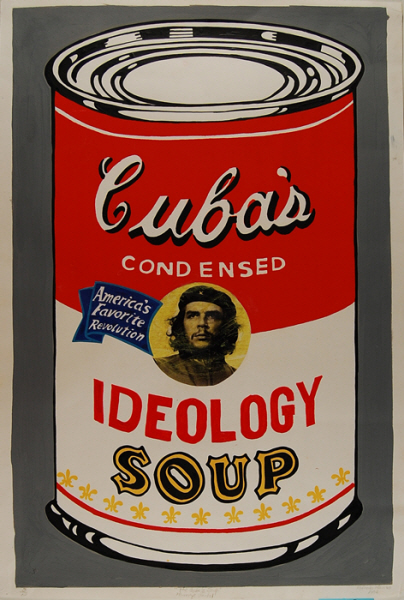 Cuba's
CONDENSED
America's
Favorite
Revolution
IDEOLOGY
SOUP